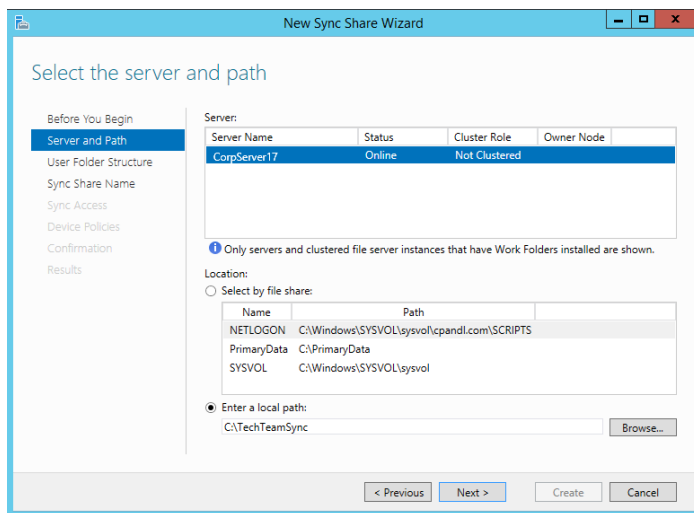 New Sync Share Wizard
Select the server and path
Before You Begin
Server and Path
User Folder Structure
Sync Share Name
Sync Access
Device Policies
Confirmation
Results
Server:
Server Name Status Cluster Role Owner Node
CorpServer17 Online Not Clustered
Only servers and clustered file server instances that have Work Folders installed are shown.
Location:
Select by file share:
Name Path
NETLOGON C:\Windows\SYSVOL\sysvol\cpandl.com\SCRIPTS
PrimaryData C:\PrimaryData
SYSVOL C:\Windows\SYSVOL\sysvol
Enter a local path:
C:\TechTeamSync Browse...
< Previous Next > Create Cancel